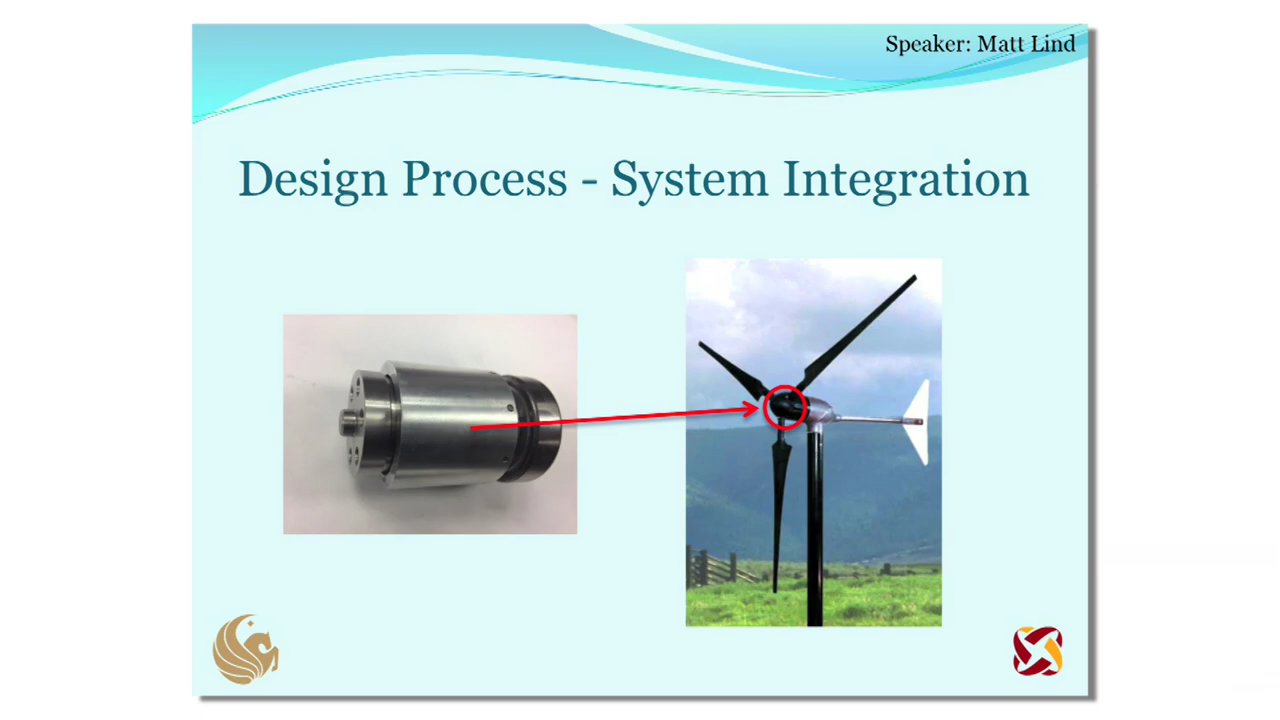 Speaker: Matt Lind
Design Process - System Integration